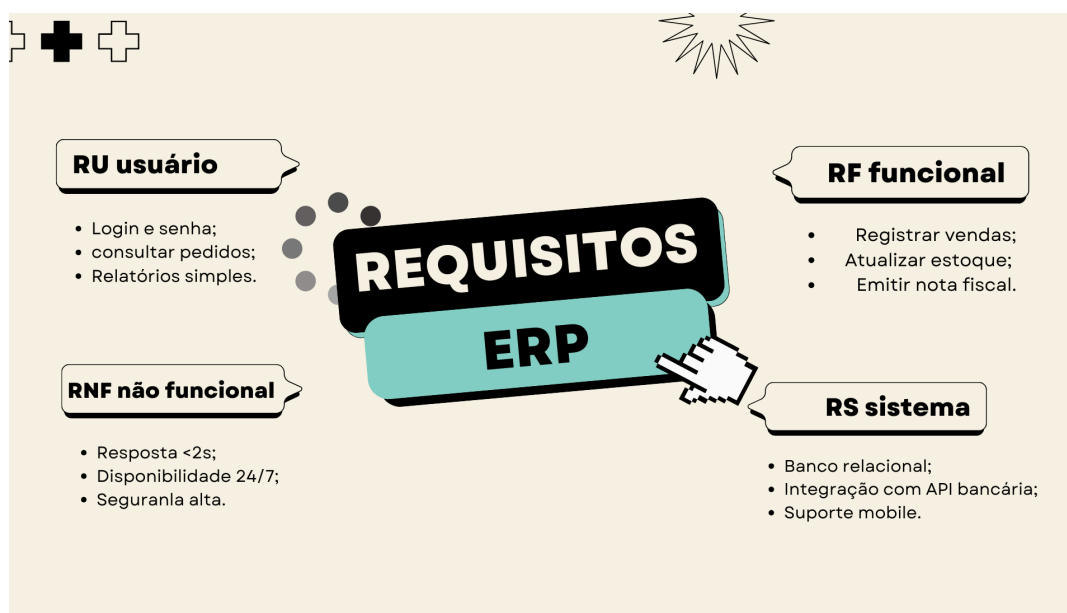 RU usuário
• Login e senha;
• consultar pedidos;
• Relatórios simples.
RF funcional
• Registrar vendas;
• Atualizar estoque;
• Emitir nota fiscal.
REQUISITOS
ERP
RNF não funcional
• Resposta <2s;
• Disponibilidade 24/7;
• Seguranla alta.
RS sistema
• Banco relacional;
• Integração com API bancária;
• Suporte mobile.